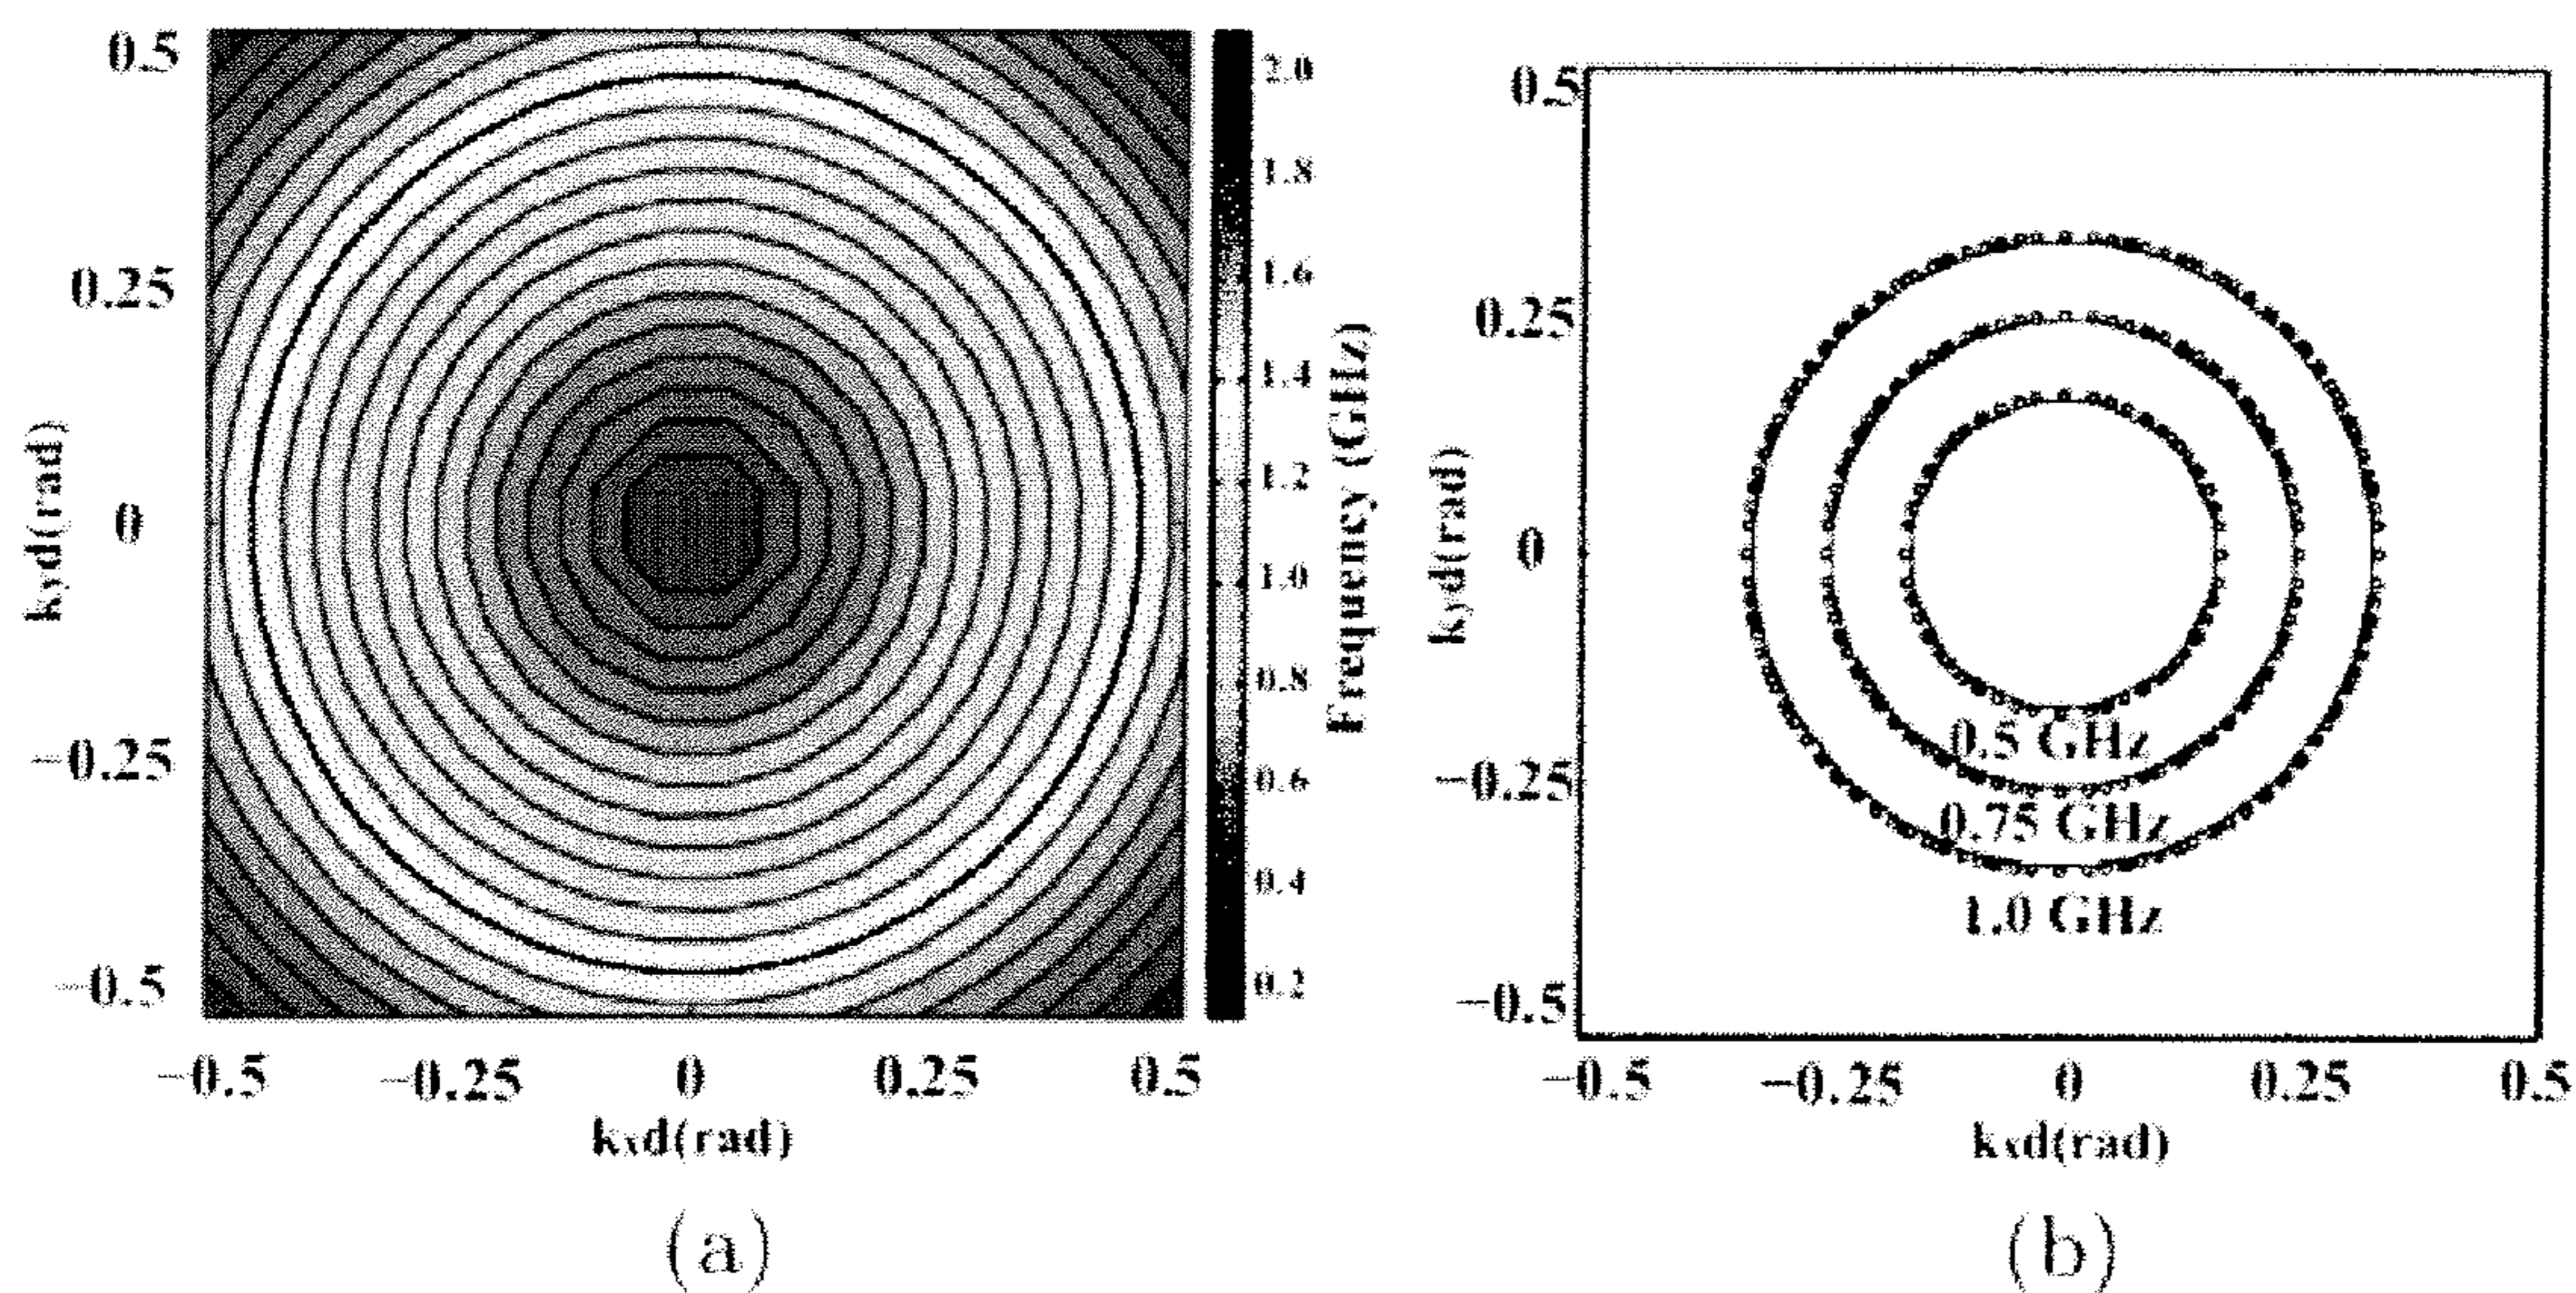 0.5
0.25
0
−0.25
−0.5
kyd(rad)
−0.5 −0.25 0 0.25 0.5
kxd(rad)
2.0
1.8
1.6
1.4
1.2
1.0
0.8
0.6
0.4
0.2
Frequency (GHz)
(a)
0.5
0.25
0
−0.25
−0.5
kyd(rad)
0.5 GHz
0.75 GHz
1.0 GHz
−0.5 −0.25 0 0.25 0.5
kxd(rad)
(b)